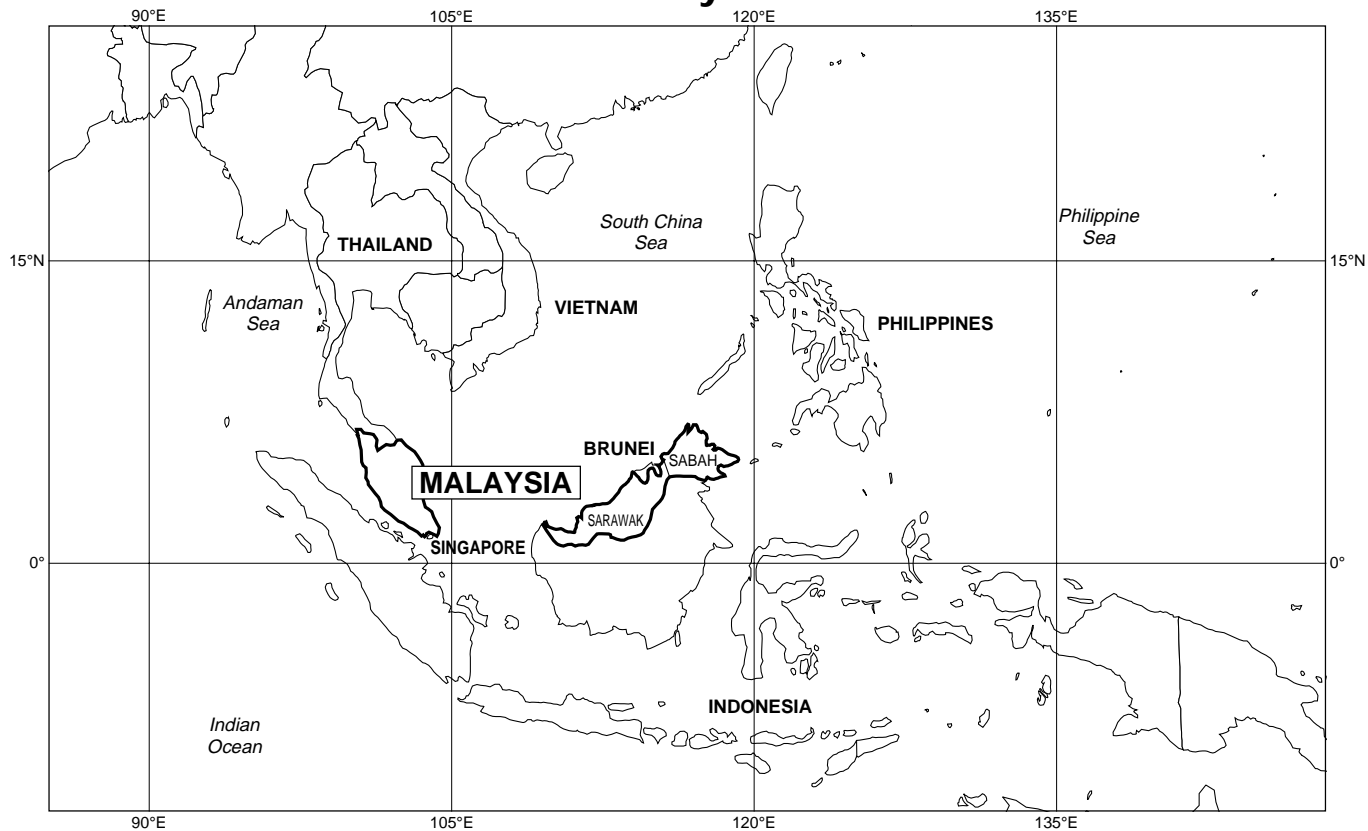 90°E 105°E 120°E 135°E
South China
Sea
Philippine
Sea
THAILAND
15°N 15°N
Andaman
Sea
VIETNAM
PHILIPPINES
BRUNEI
SABAH
MALAYSIA
SARAWAK
SINGAPORE
0° 0°
INDONESIA
Indian
Ocean
90°E 105°E 120°E 135°E